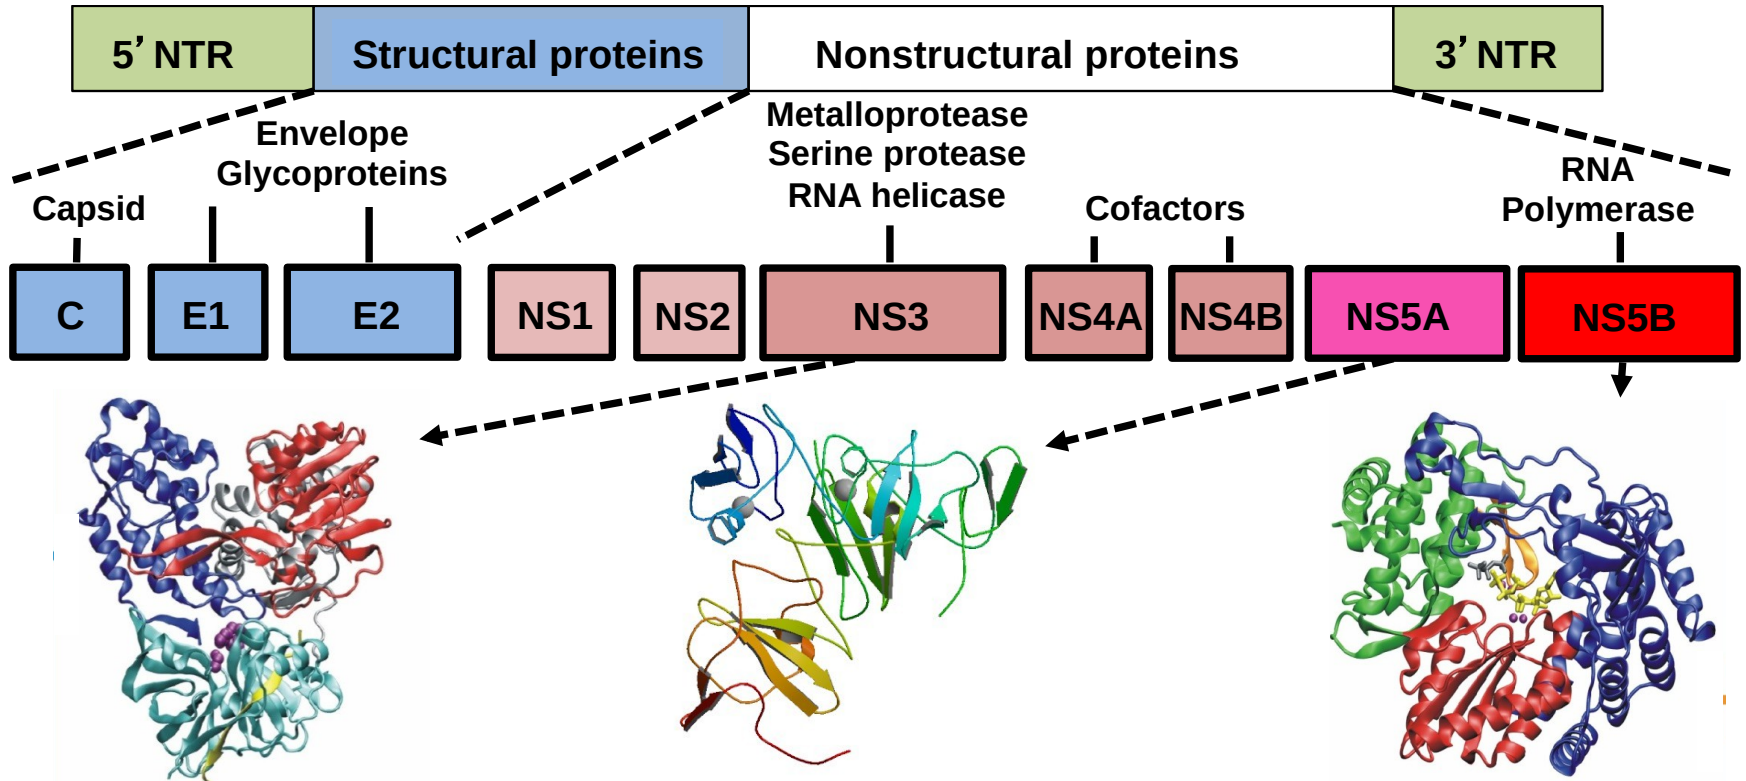 5’ NTR
Structural proteins
Nonstructural proteins
3’ NTR
Envelope
Glycoproteins
Capsid
Metalloprotease
Serine protease
RNA helicase
Cofactors
RNA
Polymerase
C
E1
E2
NS1
NS2
NS3
NS4A
NS4B
NS5A
NS5B